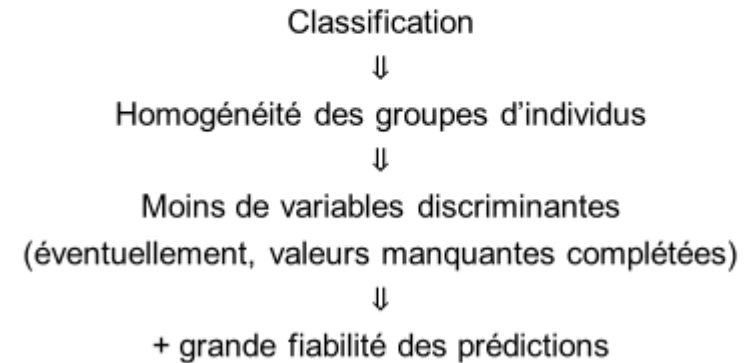 Classification
⇓
Homogénéité des groupes d'individus
⇓
Moins de variables discriminantes
(éventuellement, valeurs manquantes complétées)
⇓
+ grande fiabilité des prédictions